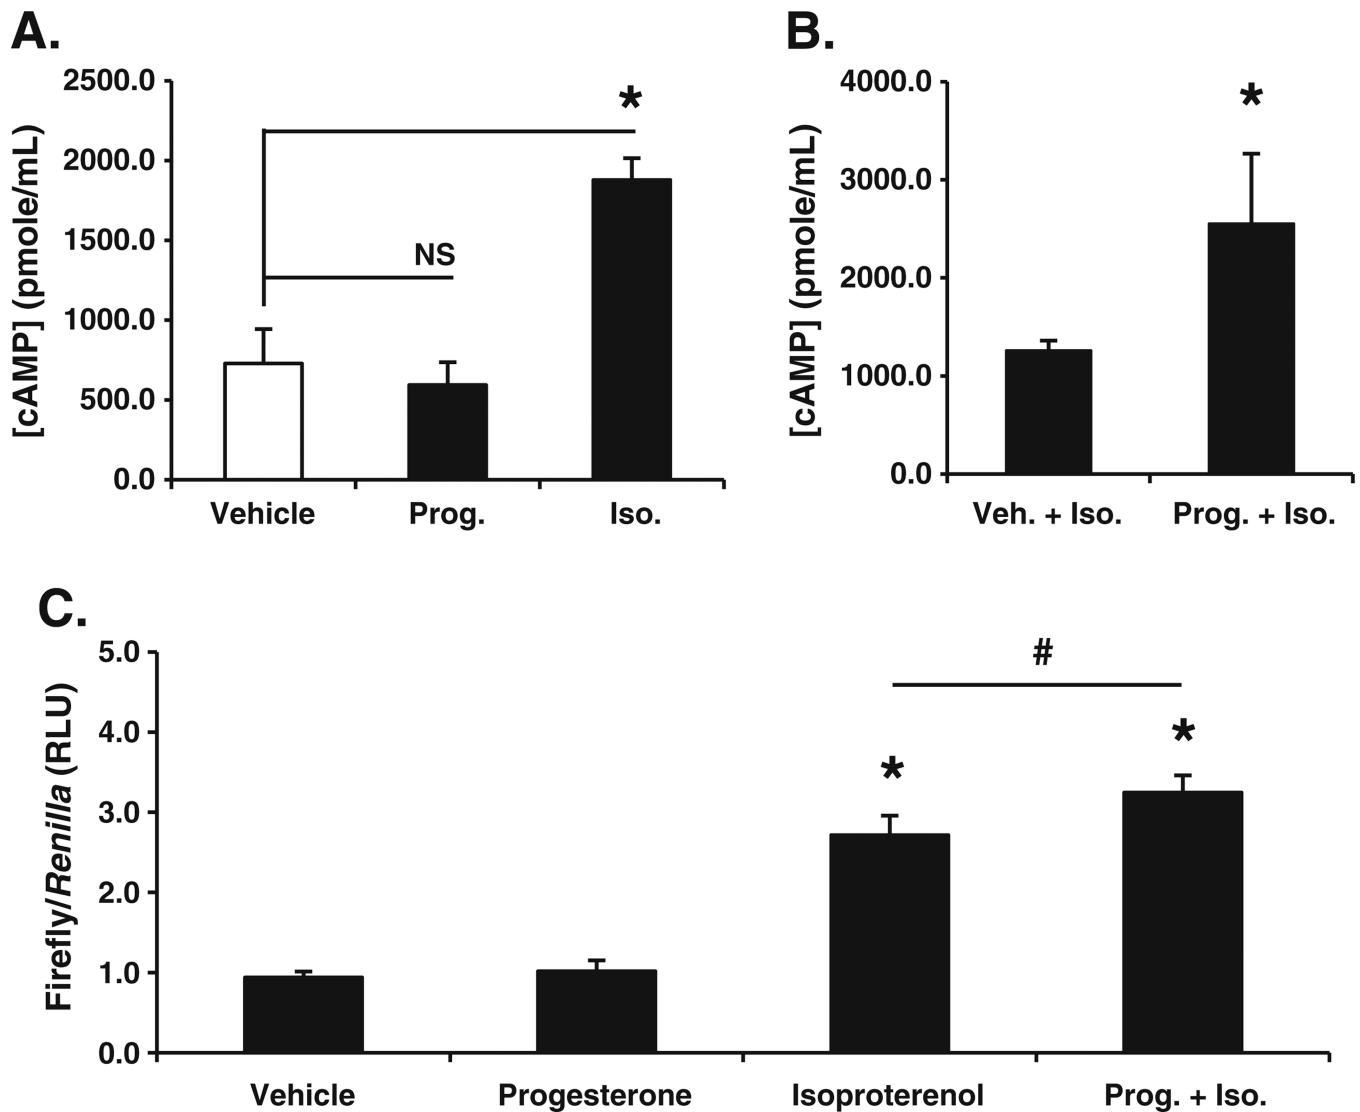 A.
[cAMP] (pmole/mL)
2500.0
2000.0
1500.0
1000.0
500.0
0.0
*
NS
Vehicle Prog. Iso.
B.
[cAMP] (pmole/mL)
4000.0
3000.0
2000.0
1000.0
0.0
*
Veh. + Iso. Prog. + Iso.
C.
Firefly/Renilla (RLU)
5.0
4.0
3.0
2.0
1.0
0.0
#
*
*
Vehicle Progesterone Isoproterenol Prog. + Iso.